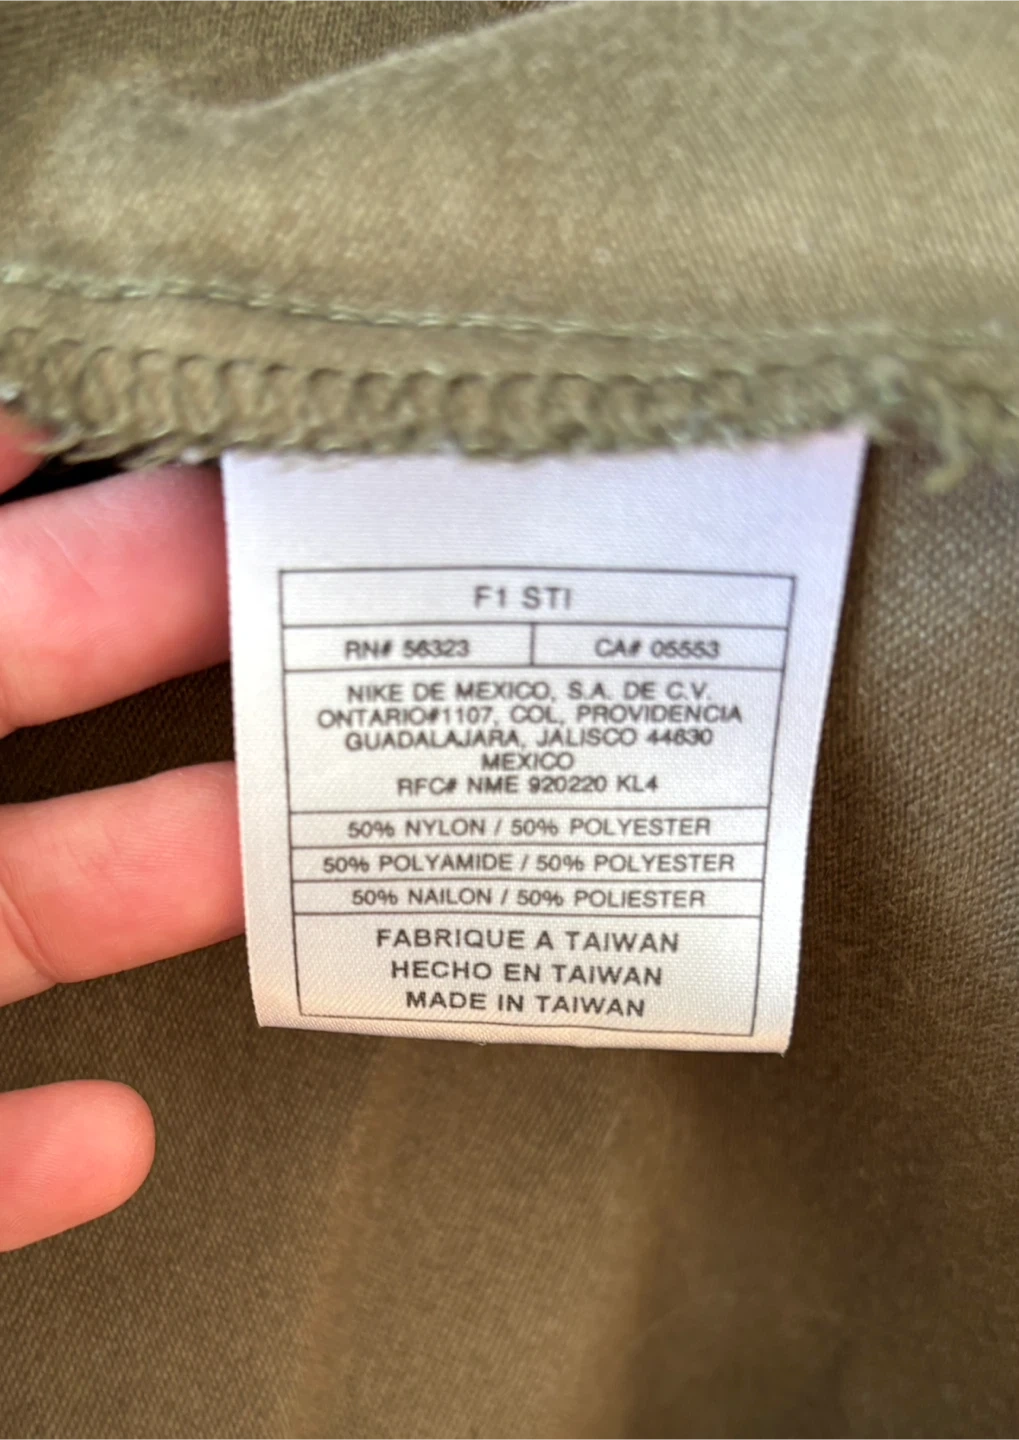 F1 STI
RN# 56323 CA# 05553
NIKE DE MEXICO, S.A. DE C.V.
ONTARIO#1107, COL, PROVIDENCIA
GUADALAJARA, JALISCO 44630
MEXICO
RFC# NME 920220 KL4
50% NYLON / 50% POLYESTER
50% POLYAMIDE / 50% POLYESTER
50% NAILON / 50% POLIESTER
FABRIQUE A TAIWAN
HECHO EN TAIWAN
MADE IN TAIWAN